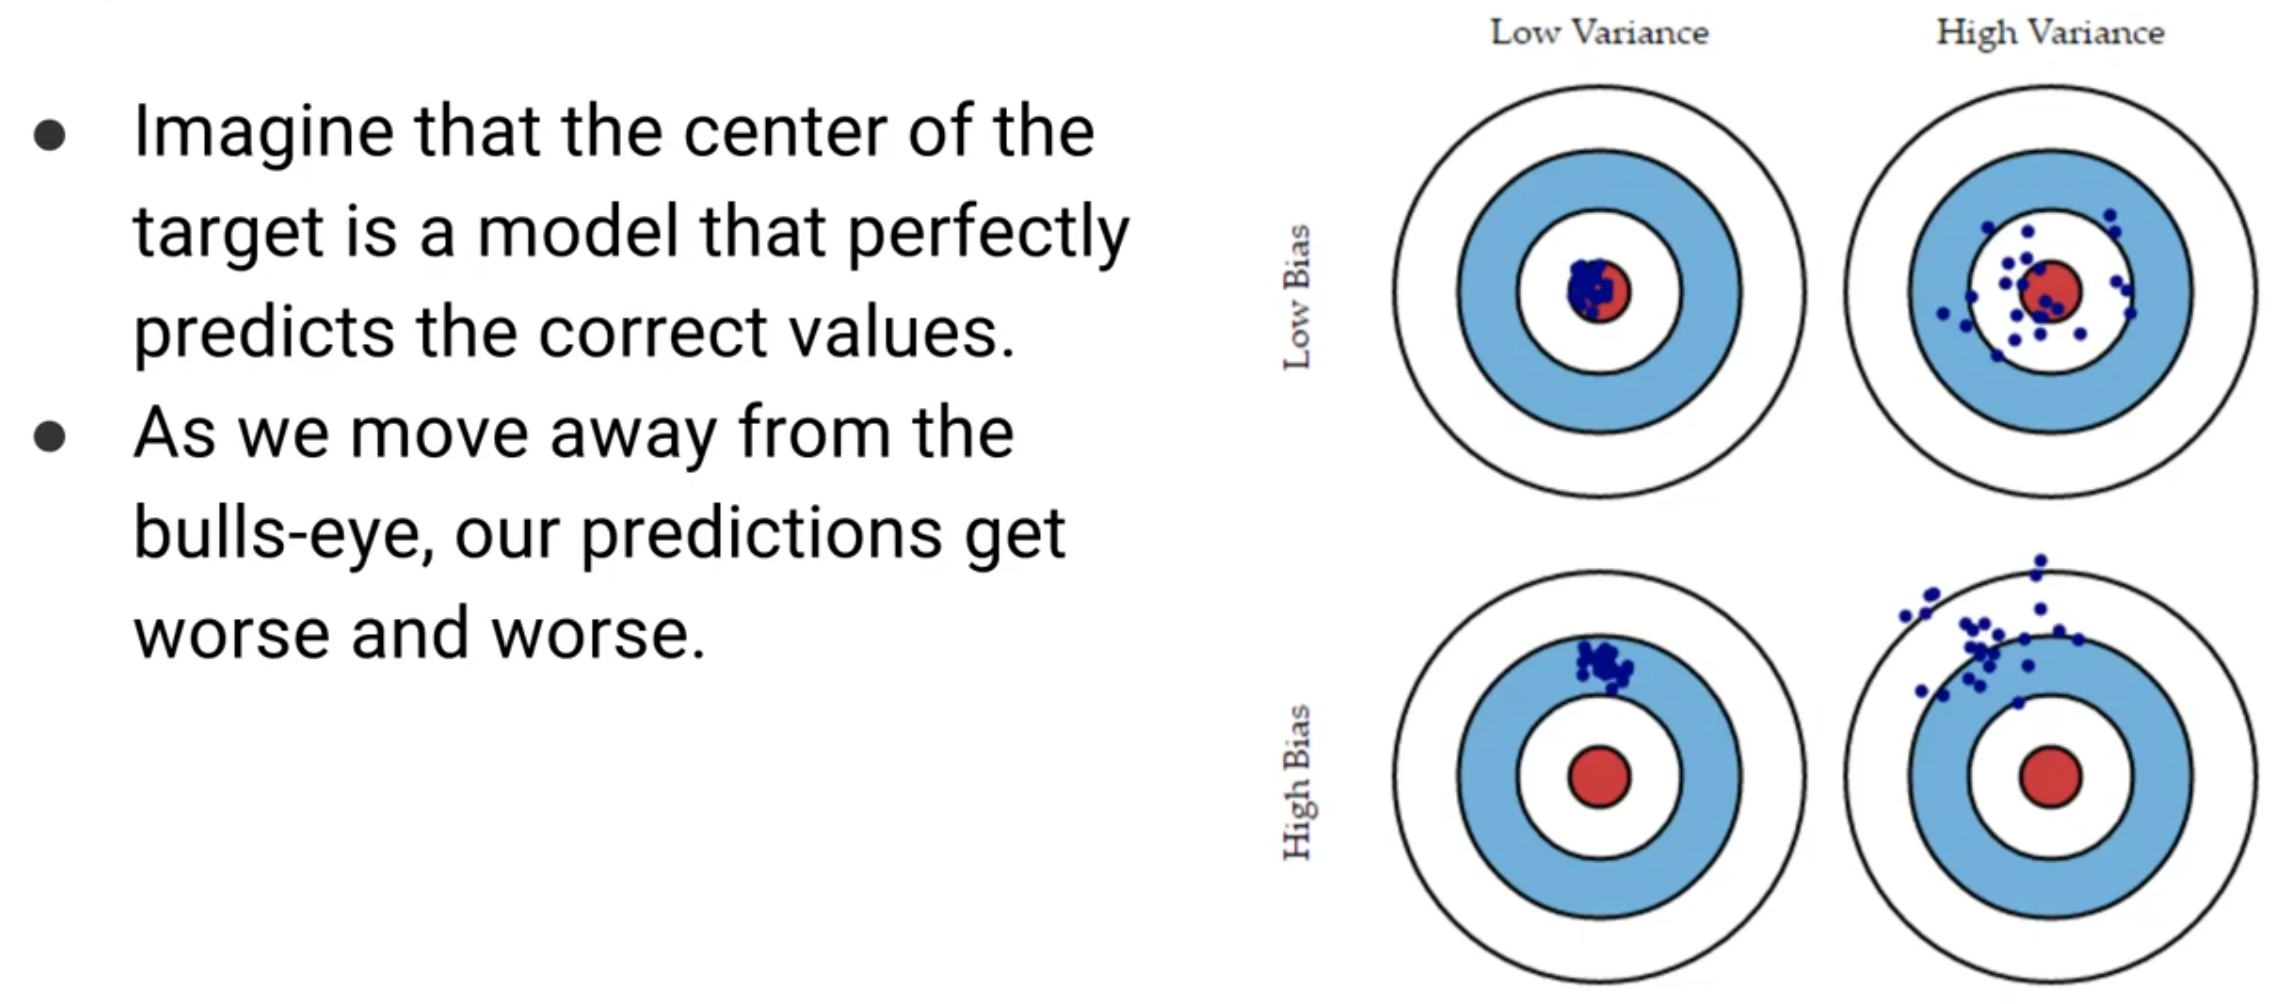 ● Imagine that the center of the
target is a model that perfectly
predicts the correct values.
● As we move away from the
bulls-eye, our predictions get
worse and worse.
Low Variance
High Variance
Low Bias
High Bias